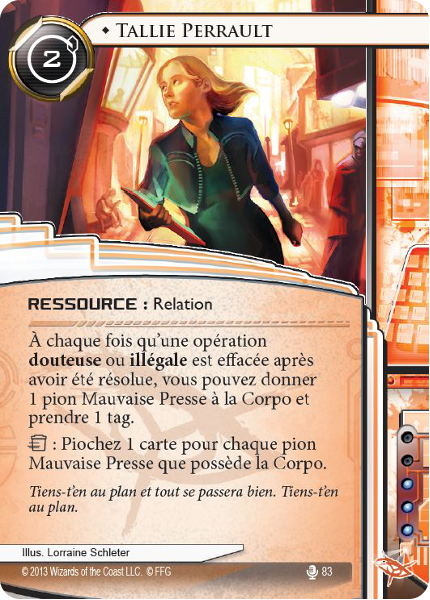 2
Tallie Perrault
RESSOURCE : Relation
À chaque fois qu'une opération
douteuse ou illégale est effacée après
avoir été résolue, vous pouvez donner
1 pion Mauvaise Presse à la Corpo et
prendre 1 tag.
: Piochez 1 carte pour chaque pion
Mauvaise Presse que possède la Corpo.
Tiens-t'en au plan et tout se passera bien. Tiens-t'en
au plan.
Illus. Lorraine Schleter
© 2013 Wizards of the Coast LLC. © FFG
83